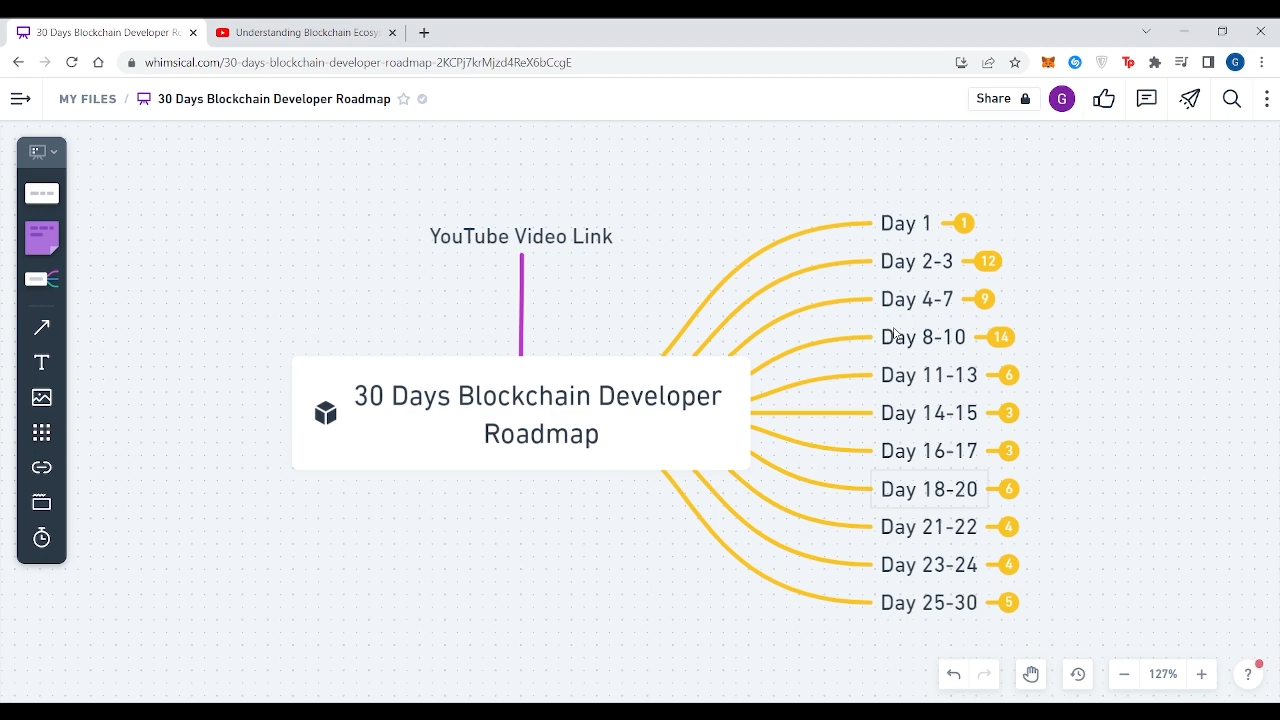 30 Days Blockchain Developer Ro
Understanding Blockchain Ecosys
whimsical.com/30-days-blockchain-developer-roadmap-2KCPj7krMjzd4ReAX6vCcgE
G
MY FILES / 30 Days Blockchain Developer Roadmap
Share
G
YouTube Video Link
30 Days Blockchain Developer
Roadmap
Day 1 1
Day 2-3 12
Day 4-7 9
Day 8-10 14
Day 11-13 6
Day 14-15 3
Day 16-17 3
Day 18-20 6
Day 21-22 4
Day 23-24 4
Day 25-30 5
127%
?